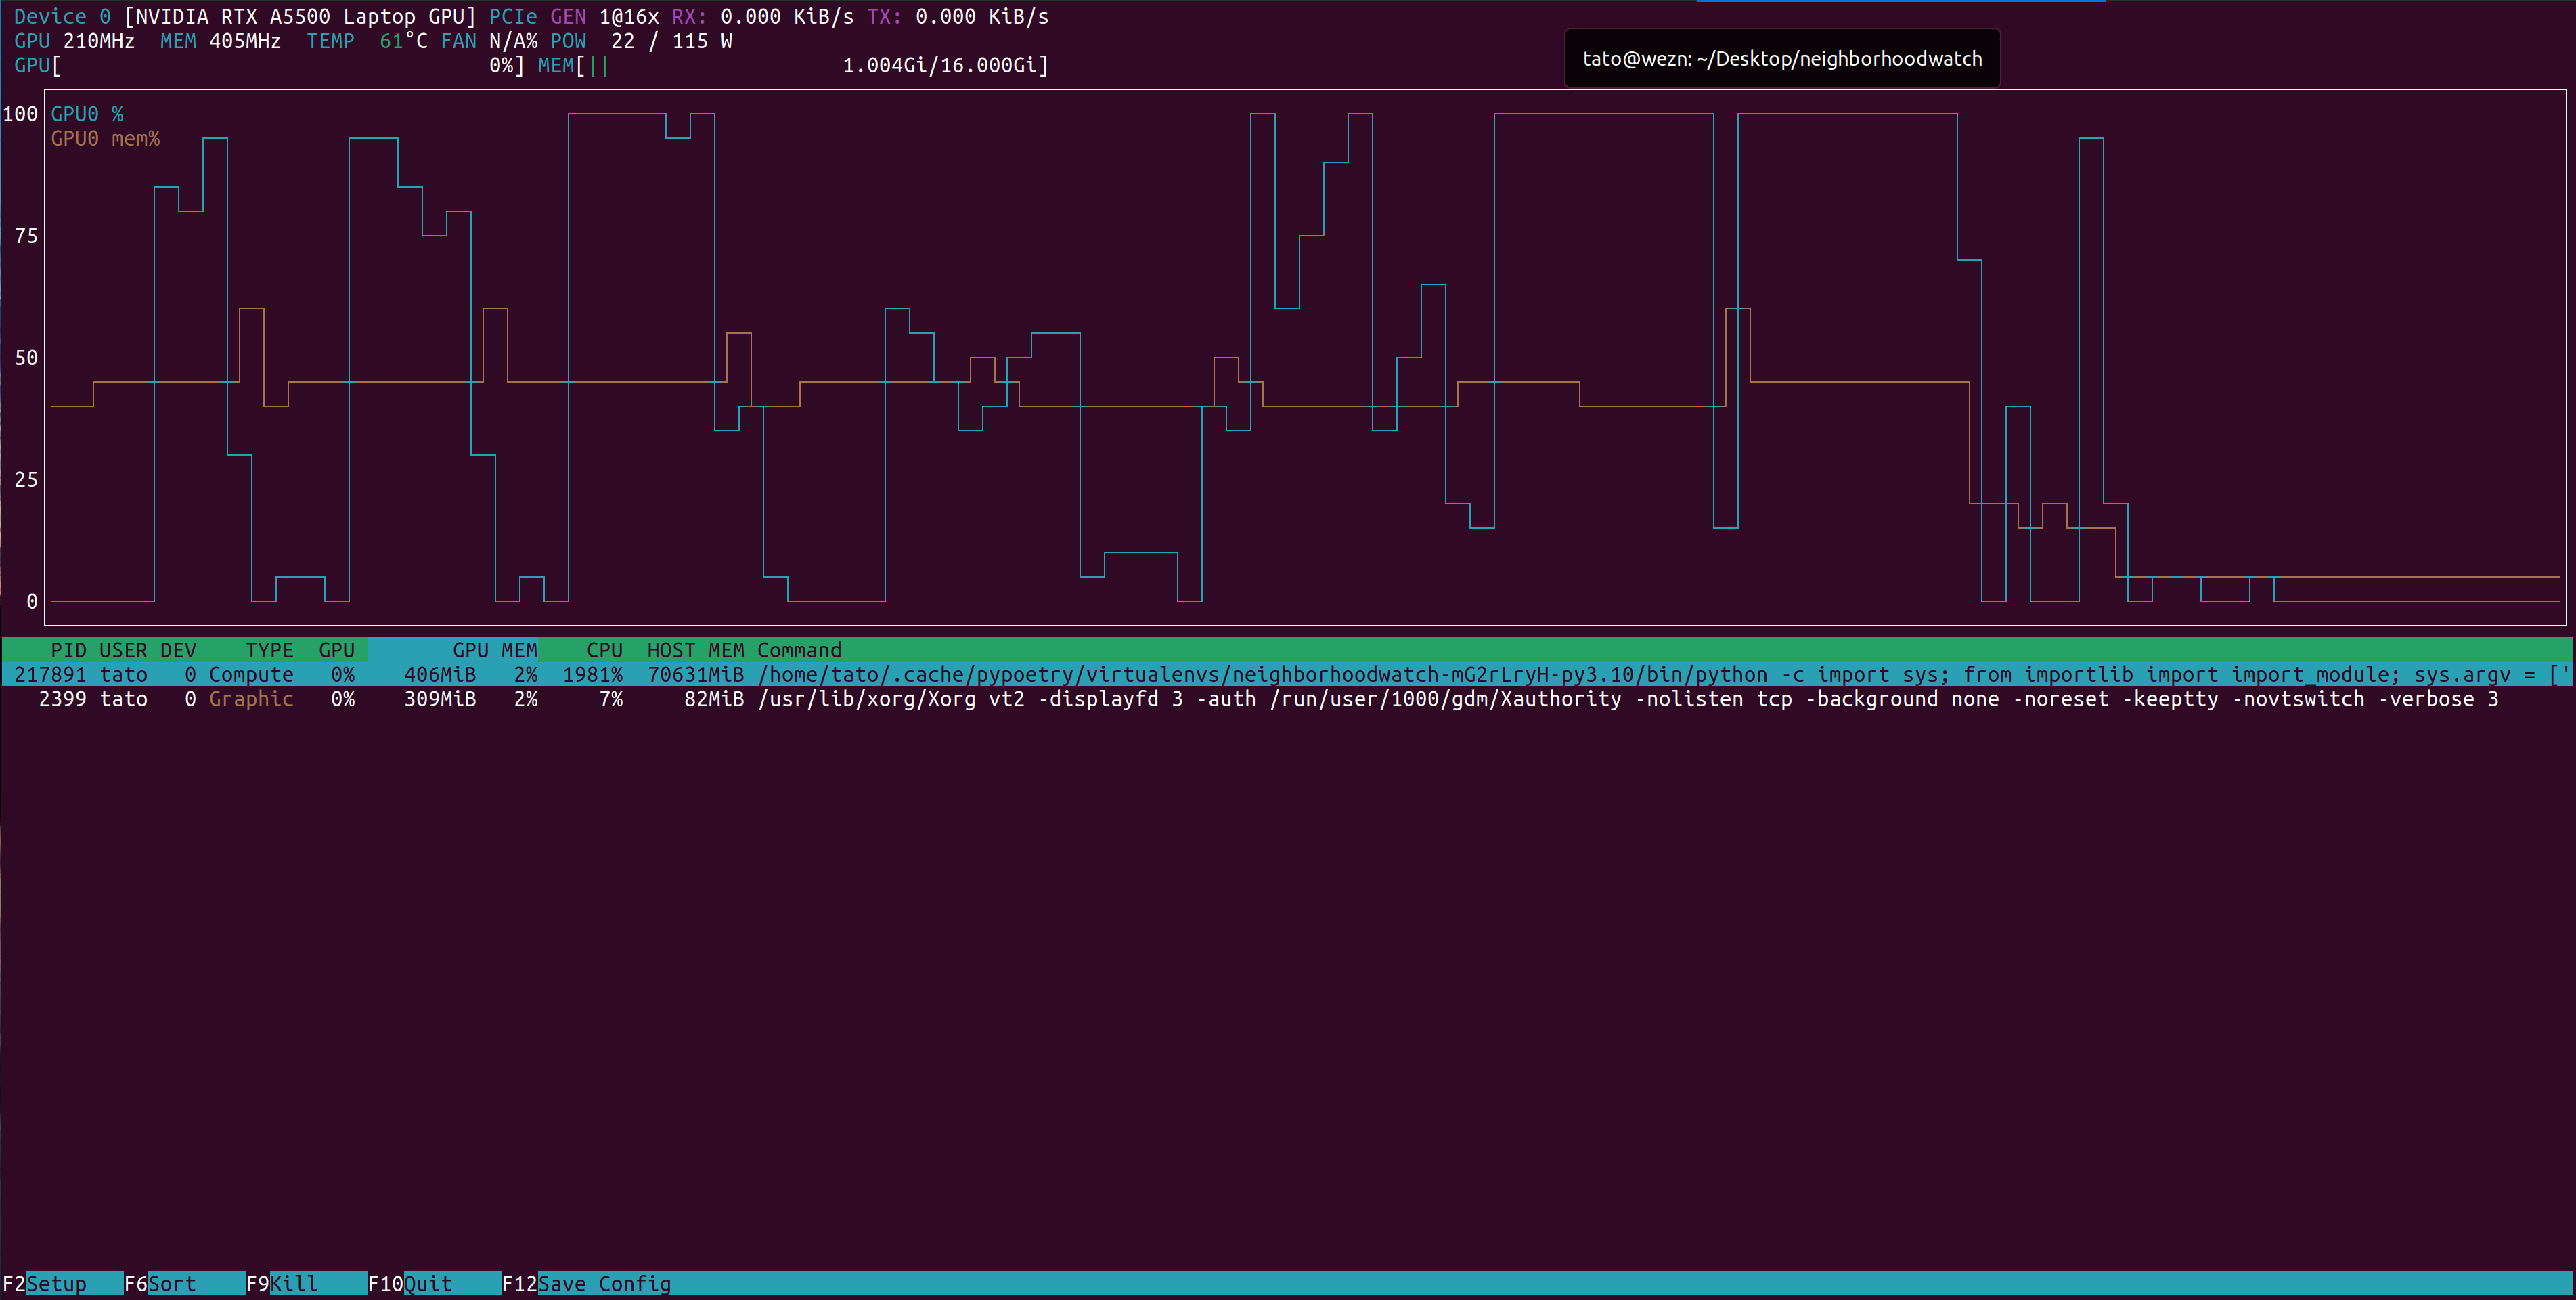 Device 0 [NVIDIA RTX A5500 Laptop GPU] PCIe GEN 1@16x RX: 0.000 KiB/s TX: 0.000 KiB/s
GPU 210MHz MEM 405MHz TEMP 61°C FAN N/A% POW 22 / 115 W
GPU[ 0%] MEM[|| 1.004Gi/16.000Gi]
tato@wezn: ~/Desktop/neighborhoodwatch
100
GPU0 %
GPU0 mem%
75
50
25
0
PID USER DEV TYPE GPU GPU MEM CPU HOST MEM Command
217891 tato 0 Compute 0% 406MiB 2% 1981% 70631MiB /home/tato/.cache/pypoetry/virtualenvs/neighborhoodwatch-mG2rLryH-py3.10/bin/python -c import sys; from importlib import import_module; sys.argv = ['
2399 tato 0 Graphic 0% 309MiB 2% 7% 82MiB /usr/lib/xorg/Xorg vt2 -displayfd 3 -auth /run/user/1000/gdm/Xauthority -nolisten tcp -background none -noreset -keeptty -novtswitch -verbose 3
F2Setup F6Sort F9Kill F10Quit F12Save Config